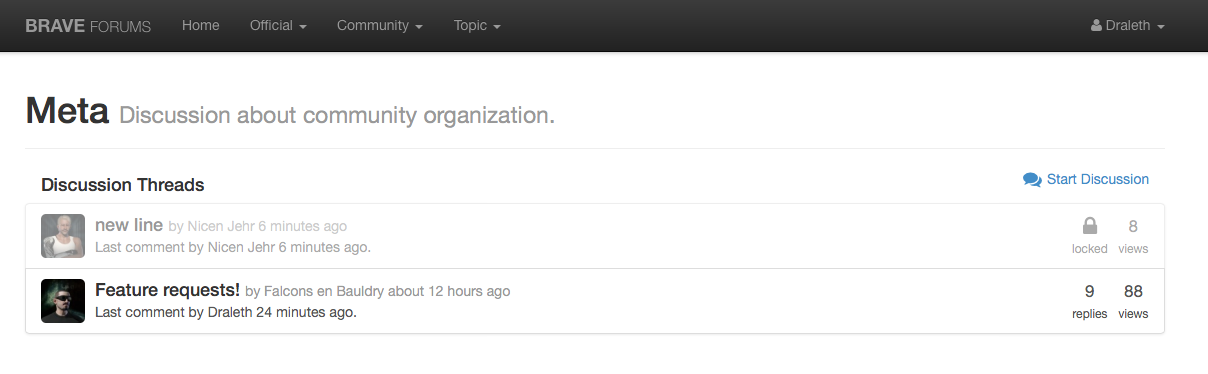 BRAVE FORUMS Home Official Community Topic Draleth
Meta Discussion about community organization.
Discussion Threads Start Discussion
new line by Nicen Jehr 6 minutes ago 8
Last comment by Nicen Jehr 6 minutes ago. locked views
Feature requests! by Falcons en Bauldry about 12 hours ago 9 88
Last comment by Draleth 24 minutes ago. replies views